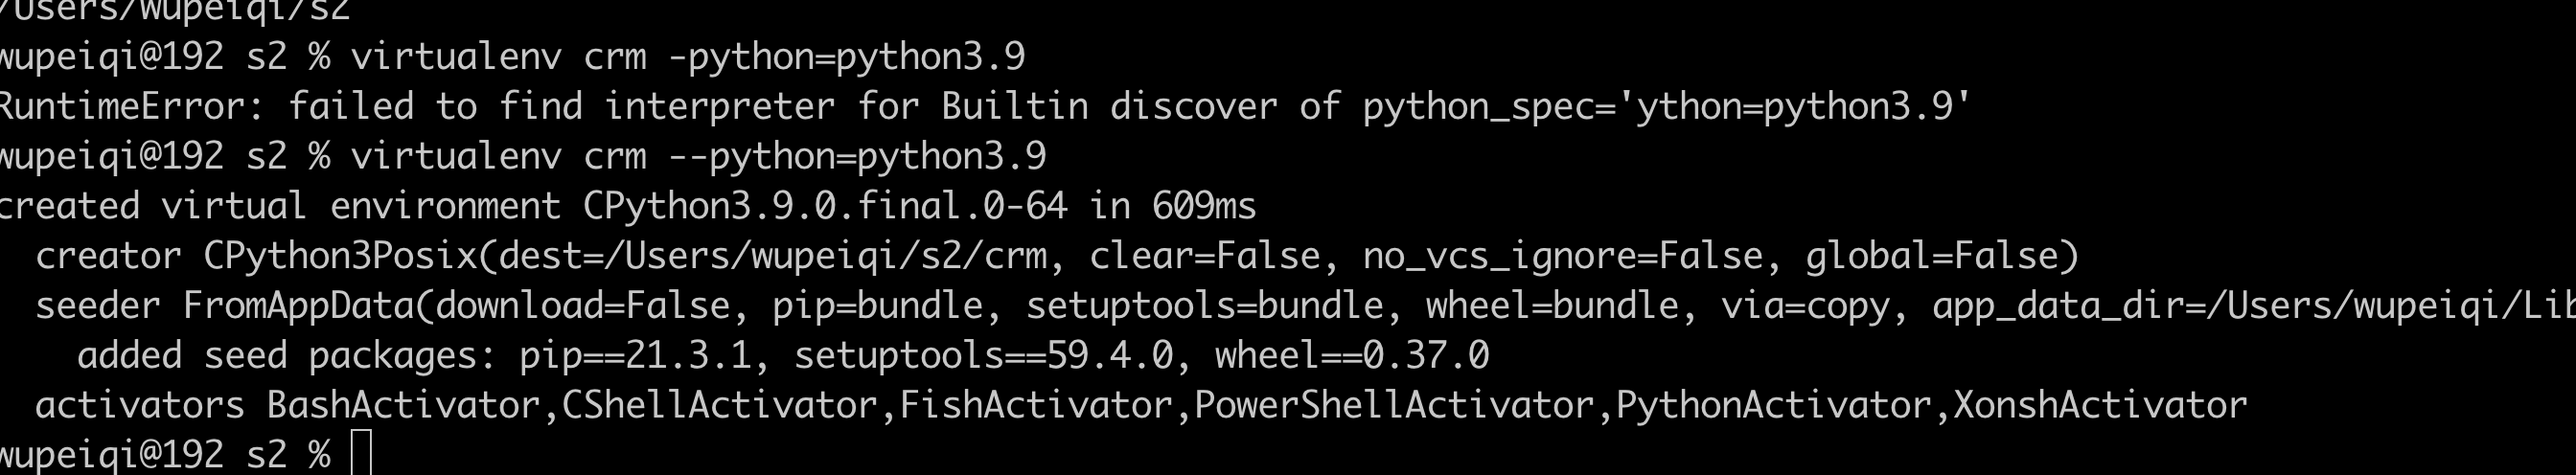 /Users/wupeiqi/s2
wupeiqi@192 s2 % virtualenv crm -python=python3.9
RuntimeError: failed to find interpreter for Builtin discover of python_spec='ython=python3.9'
wupeiqi@192 s2 % virtualenv crm --python=python3.9
created virtual environment CPython3.9.0.final.0-64 in 609ms
  creator CPython3Posix(dest=/Users/wupeiqi/s2/crm, clear=False, no_vcs_ignore=False, global=False)
  seeder FromAppData(download=False, pip=bundle, setuptools=bundle, wheel=bundle, via=copy, app_data_dir=/Users/wupeiqi/Lib
    added seed packages: pip==21.3.1, setuptools==59.4.0, wheel==0.37.0
  activators BashActivator,CShellActivator,FishActivator,PowerShellActivator,PythonActivator,XonshActivator
wupeiqi@192 s2 %